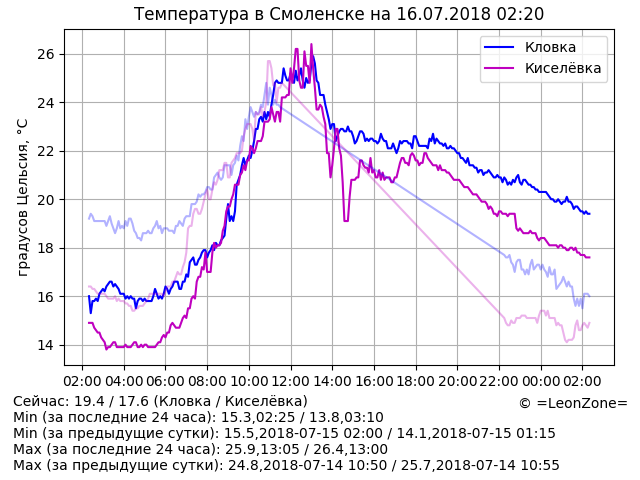 Температура в Смоленске на 16.07.2018 02:20
Кловка
Киселёвка
градусов Цельсия, °C
26
24
22
20
18
16
14
02:00 04:00 06:00 08:00 10:00 12:00 14:00 16:00 18:00 20:00 22:00 00:00 02:00
Сейчас: 19.4 / 17.6 (Кловка / Киселёвка)
© =LeonZone=
Min (за последние 24 часа): 15.3,02:25 / 13.8,03:10
Min (за предыдущие сутки): 15.5,2018-07-15 02:00 / 14.1,2018-07-15 01:15
Max (за последние 24 часа): 25.9,13:05 / 26.4,13:00
Max (за предыдущие сутки): 24.8,2018-07-14 10:50 / 25.7,2018-07-14 10:55